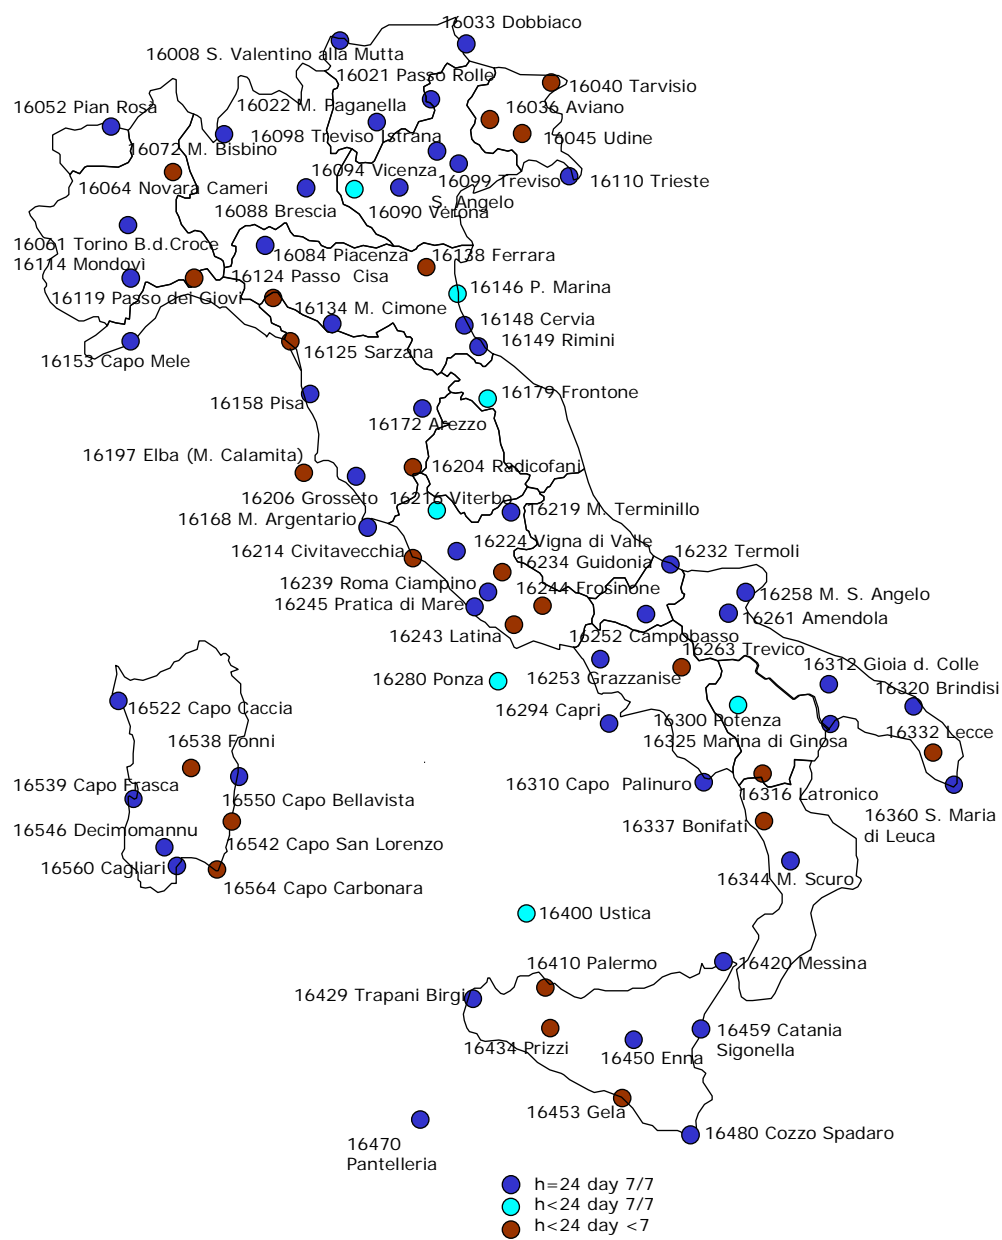 16033 Dobbiaco
16008 S. Valentino alla Mutta
16021 Passo Rolle
16040 Tarvisio
16052 Pian Rosà
16022 M. Paganella
16036 Aviano
16098 Treviso Istrana
16045 Udine
16072 M. Bisbino
16094 Vicenza
16099 Treviso
S. Angelo
16110 Trieste
16064 Novara Cameri
16088 Brescia
16090 Verona
16061 Torino B.d.Croce
16084 Piacenza
16138 Ferrara
16114 Mondovì
16124 Passo Cisa
16146 P. Marina
16119 Passo dei Giovi
16134 M. Cimone
16148 Cervia
16149 Rimini
16153 Capo Mele
16125 Sarzana
16179 Frontone
16158 Pisa
16172 Arezzo
16197 Elba (M. Calamita)
16204 Radicofani
16206 Grosseto
16216 Viterbo
16219 M. Terminillo
16168 M. Argentario
16224 Vigna di Valle
16214 Civitavecchia
16234 Guidonia
16232 Termoli
16239 Roma Ciampino
16244 Frosinone
16258 M. S. Angelo
16245 Pratica di Mare
16261 Amendola
16243 Latina
16252 Campobasso
16263 Trevico
16312 Gioia d. Colle
16280 Ponza
16253 Grazzanise
16320 Brindisi
16522 Capo Caccia
16294 Capri
16300 Potenza
16332 Lecce
16538 Fonni
16325 Marina di Ginosa
16539 Capo Frasca
16310 Capo Palinuro
16550 Capo Bellavista
16316 Latronico
16360 S. Maria
di Leuca
16546 Decimomannu
16337 Bonifati
16542 Capo San Lorenzo
16560 Cagliari
16344 M. Scuro
16564 Capo Carbonara
16400 Ustica
16410 Palermo
16420 Messina
16429 Trapani Birgi
16459 Catania
Sigonella
16434 Prizzi
16450 Enna
16453 Gela
16480 Cozzo Spadaro
16470
Pantelleria
h=24 day 7/7
h<24 day 7/7
h<24 day <7